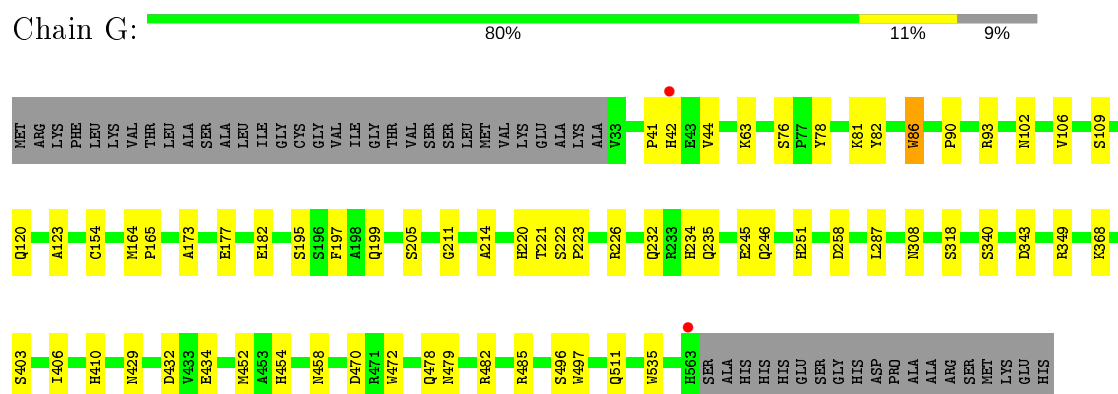 Chain G:
80% 11% 9%
MET ARG LYS PHE LEU LYS VAL THR LEU ALA SER ALA LEU ILE GLY CYS GLY VAL ILE GLY THR VAL SER SER LEU MET VAL LYS GLU ALA LYS ALA V33 P41 H42 E43 V44 K63 S76 P77 Y78 K81 Y82 W86 P90 R93 N102 V106 S109
Q120 A123 C154 M164 P165 A173 E177 E182 S195 S196 F197 A198 Q199 S205 G211 A214 H220 T221 S222 P223 R226 Q232 R233 H234 Q235 E245 Q246 H251 D258 L287 N308 S318 S340 D343 R349 K368
S403 I406 H410 N429 D432 V433 E434 M452 A453 H454 N458 D470 R471 W472 Q478 N479 R482 R485 S496 W497 Q511 W535 H563 SER ALA HIS HIS HIS GLU SER GLY HIS ASP PRO ALA ALA ARG SER MET LYS GLU HIS